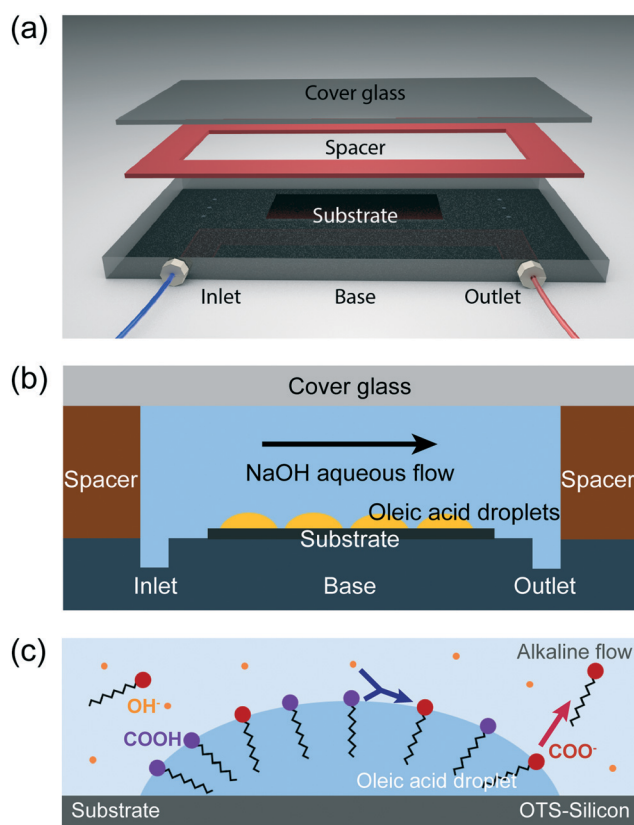 (a)
Cover glass
Spacer
Substrate
Inlet Base Outlet
(b)
Cover glass
NaOH aqueous flow
Spacer Spacer
Oleic acid droplets
Substrate
Inlet Base Outlet
(c)
Alkaline flow
OH⁻
COOH
COO⁻
Oleic acid droplet
Substrate OTS-Silicon